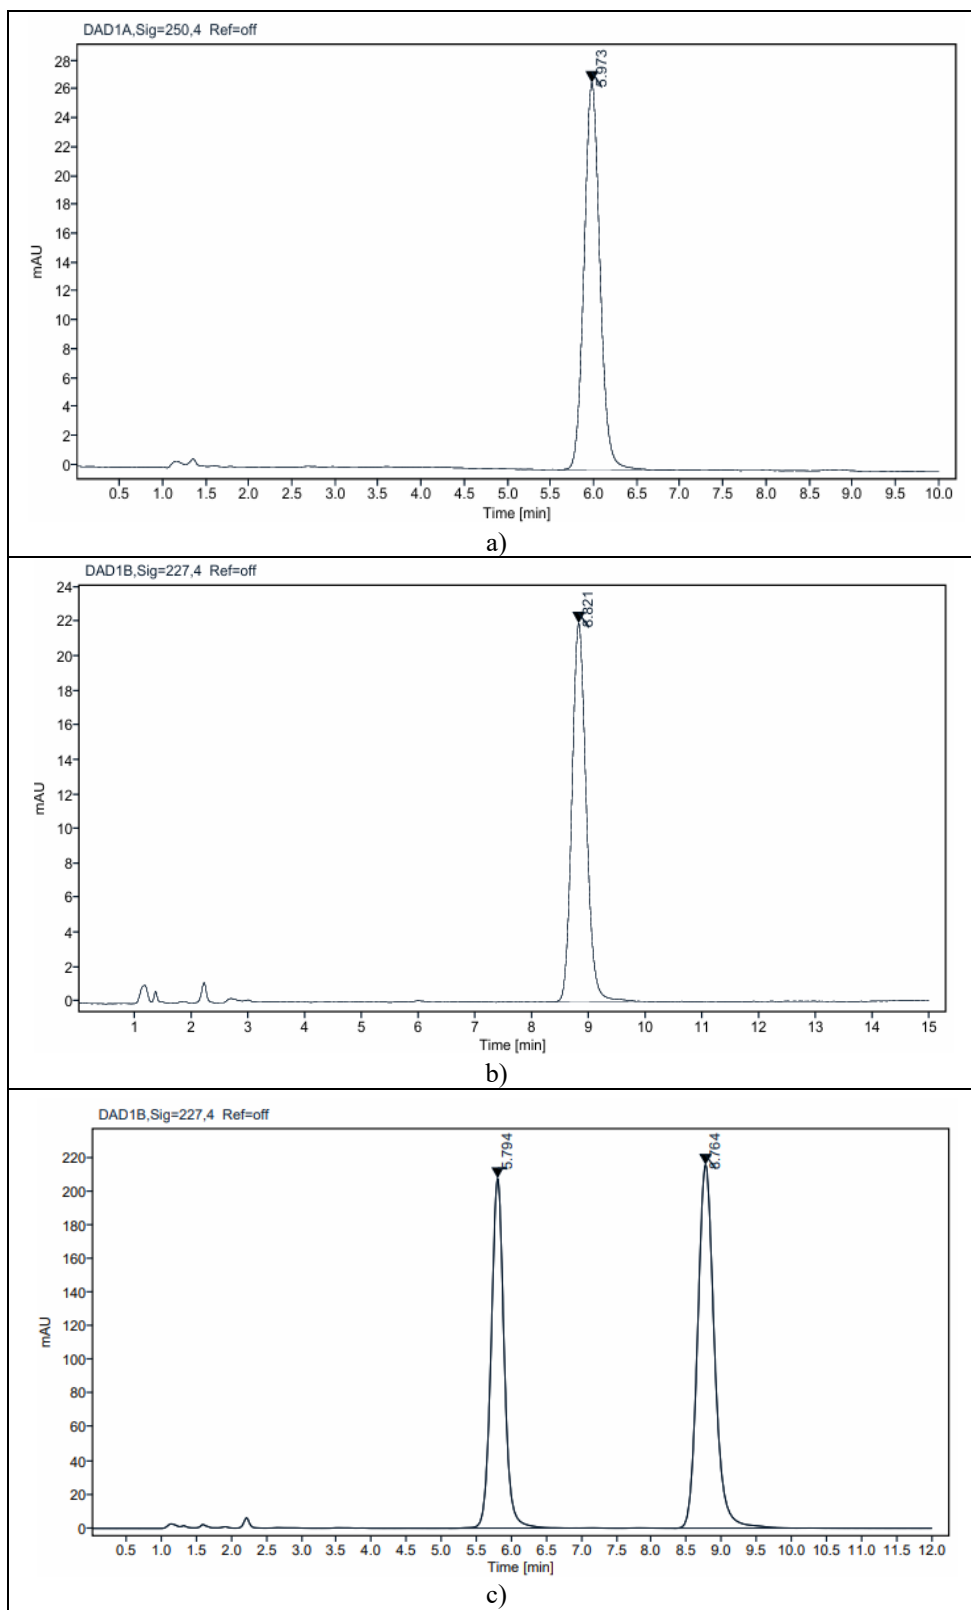 DAD1A,Sig=250,4 Ref=off
5.973
28
26
24
22
20
18
16
14
12
10
8
6
4
2
0
mAU
0.5 1.0 1.5 2.0 2.5 3.0 3.5 4.0 4.5 5.0 5.5 6.0 6.5 7.0 7.5 8.0 8.5 9.0 9.5 10.0
Time [min]
a)
DAD1B,Sig=227,4 Ref=off
8.821
24
22
20
18
16
14
12
10
8
6
4
2
0
mAU
1 2 3 4 5 6 7 8 9 10 11 12 13 14 15
Time [min]
b)
DAD1B,Sig=227,4 Ref=off
5.794
8.764
220
200
180
160
140
120
100
80
60
40
20
0
mAU
0.5 1.0 1.5 2.0 2.5 3.0 3.5 4.0 4.5 5.0 5.5 6.0 6.5 7.0 7.5 8.0 8.5 9.0 9.5 10.0 10.5 11.0 11.5 12.0
Time [min]
c)